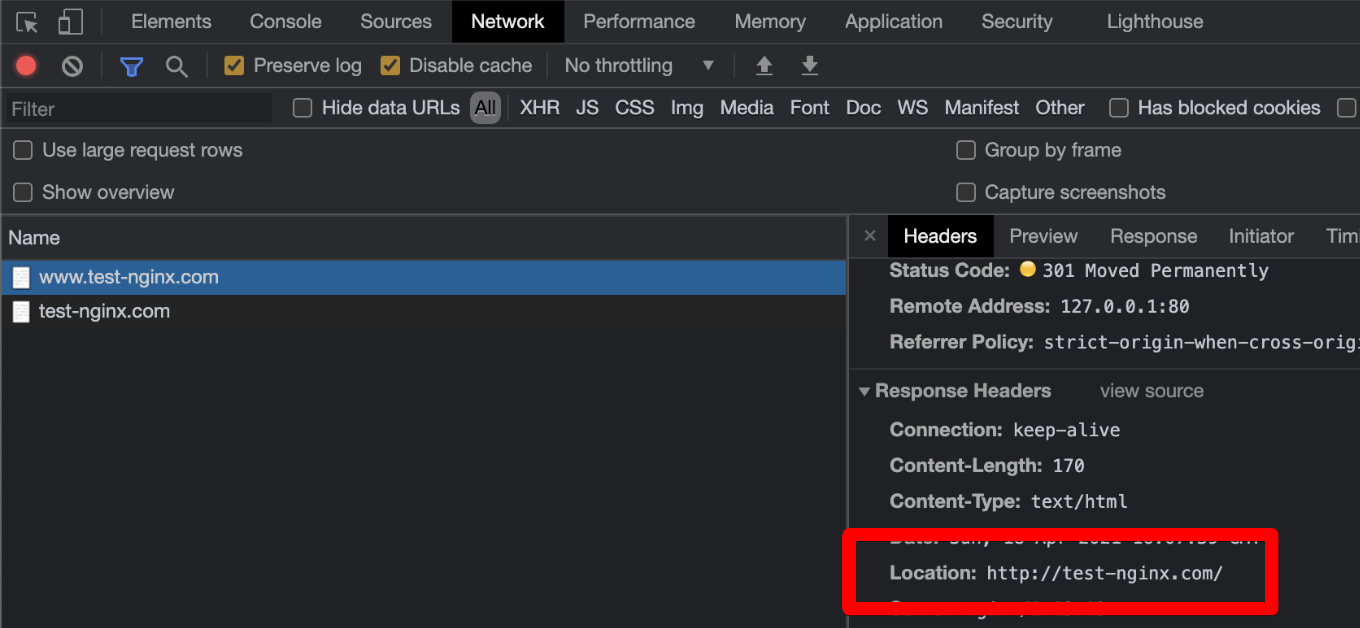 Elements Console Sources Network Performance Memory Application Security Lighthouse
Preserve log Disable cache No throttling
Filter Hide data URLs All XHR JS CSS Img Media Font Doc WS Manifest Other Has blocked cookies
Use large request rows Group by frame
Show overview Capture screenshots
Name
Headers Preview Response Initiator
www.test-nginx.com
test-nginx.com
Status Code: 301 Moved Permanently
Remote Address: 127.0.0.1:80
Referrer Policy: strict-origin-when-cross-origi
Response Headers view source
Connection: keep-alive
Content-Length: 170
Content-Type: text/html
Location: http://test-nginx.com/